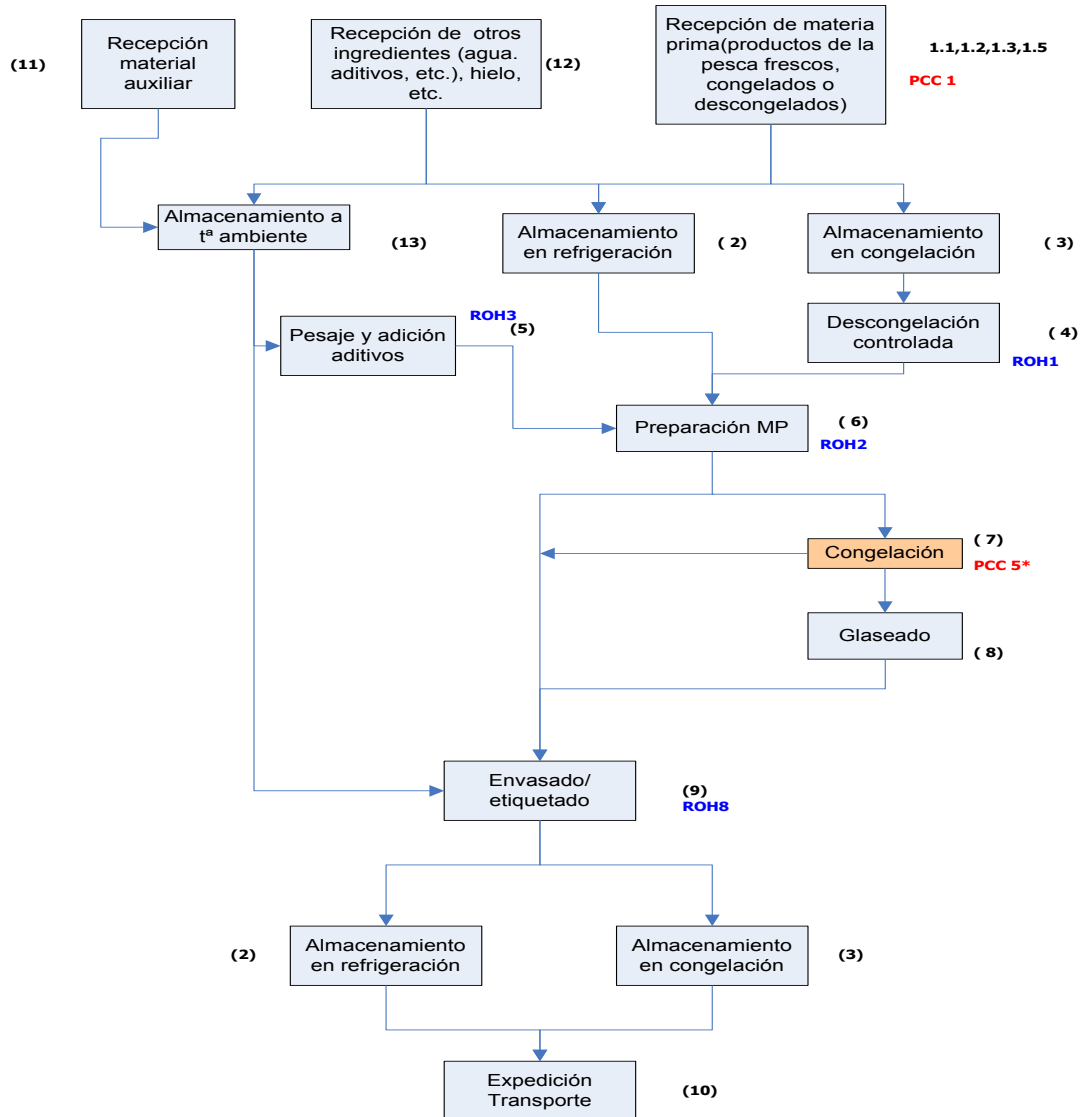 (11)
Recepción
material
auxiliar
Recepción de otros
ingredientes (agua.
aditivos, etc.), hielo,
etc.
(12)
Recepción de materia
prima(productos de la
pesca frescos,
congelados o
descongelados)
1.1,1.2,1.3,1.5
PCC 1
Almacenamiento a
tª ambiente
(13)
Almacenamiento
en refrigeración
( 2)
Almacenamiento
en congelación
( 3)
Pesaje y adición
aditivos
ROH3
(5)
Descongelación
controlada
( 4)
ROH1
Preparación MP
( 6)
ROH2
Congelación
( 7)
PCC 5*
Glaseado
( 8)
Envasado/
etiquetado
(9)
ROH8
(2)
Almacenamiento
en refrigeración
Almacenamiento
en congelación
(3)
Expedición
Transporte
(10)